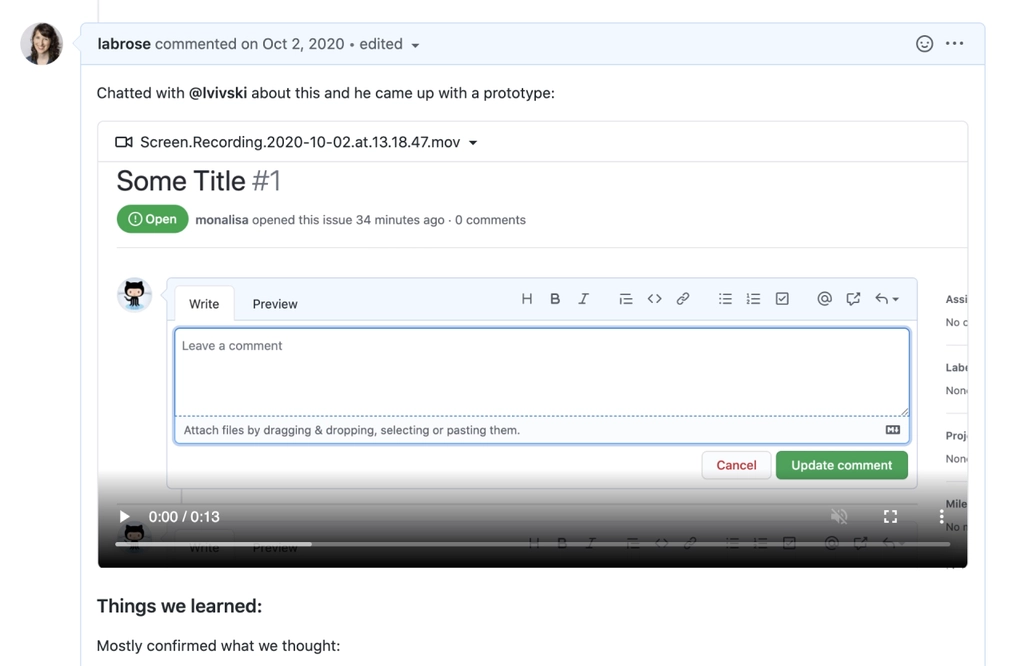 labrose commented on Oct 2, 2020 • edited
Chatted with @lvivski about this and he came up with a prototype:
Screen.Recording.2020-10-02.at.13.18.47.mov
Some Title #1
Open monalisa opened this issue 34 minutes ago · 0 comments
Write Preview H B I
Assi
Leave a comment
No o
Labe
None
Attach files by dragging & dropping, selecting or pasting them.
Proj
None
Cancel Update comment
Mile
0:00 / 0:13
No m
Write Preview H B I
Things we learned:
Mostly confirmed what we thought: